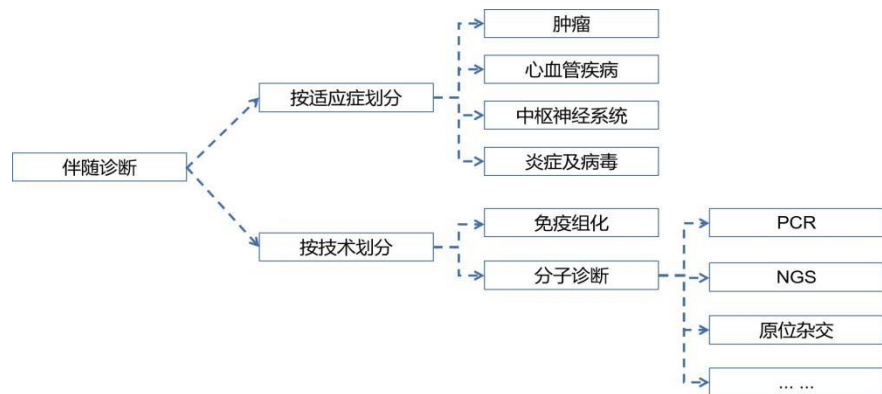 伴随诊断
按适应症划分
肿瘤
心血管疾病
中枢神经系统
炎症及病毒
按技术划分
免疫组化
分子诊断
PCR
NGS
原位杂交
... ...